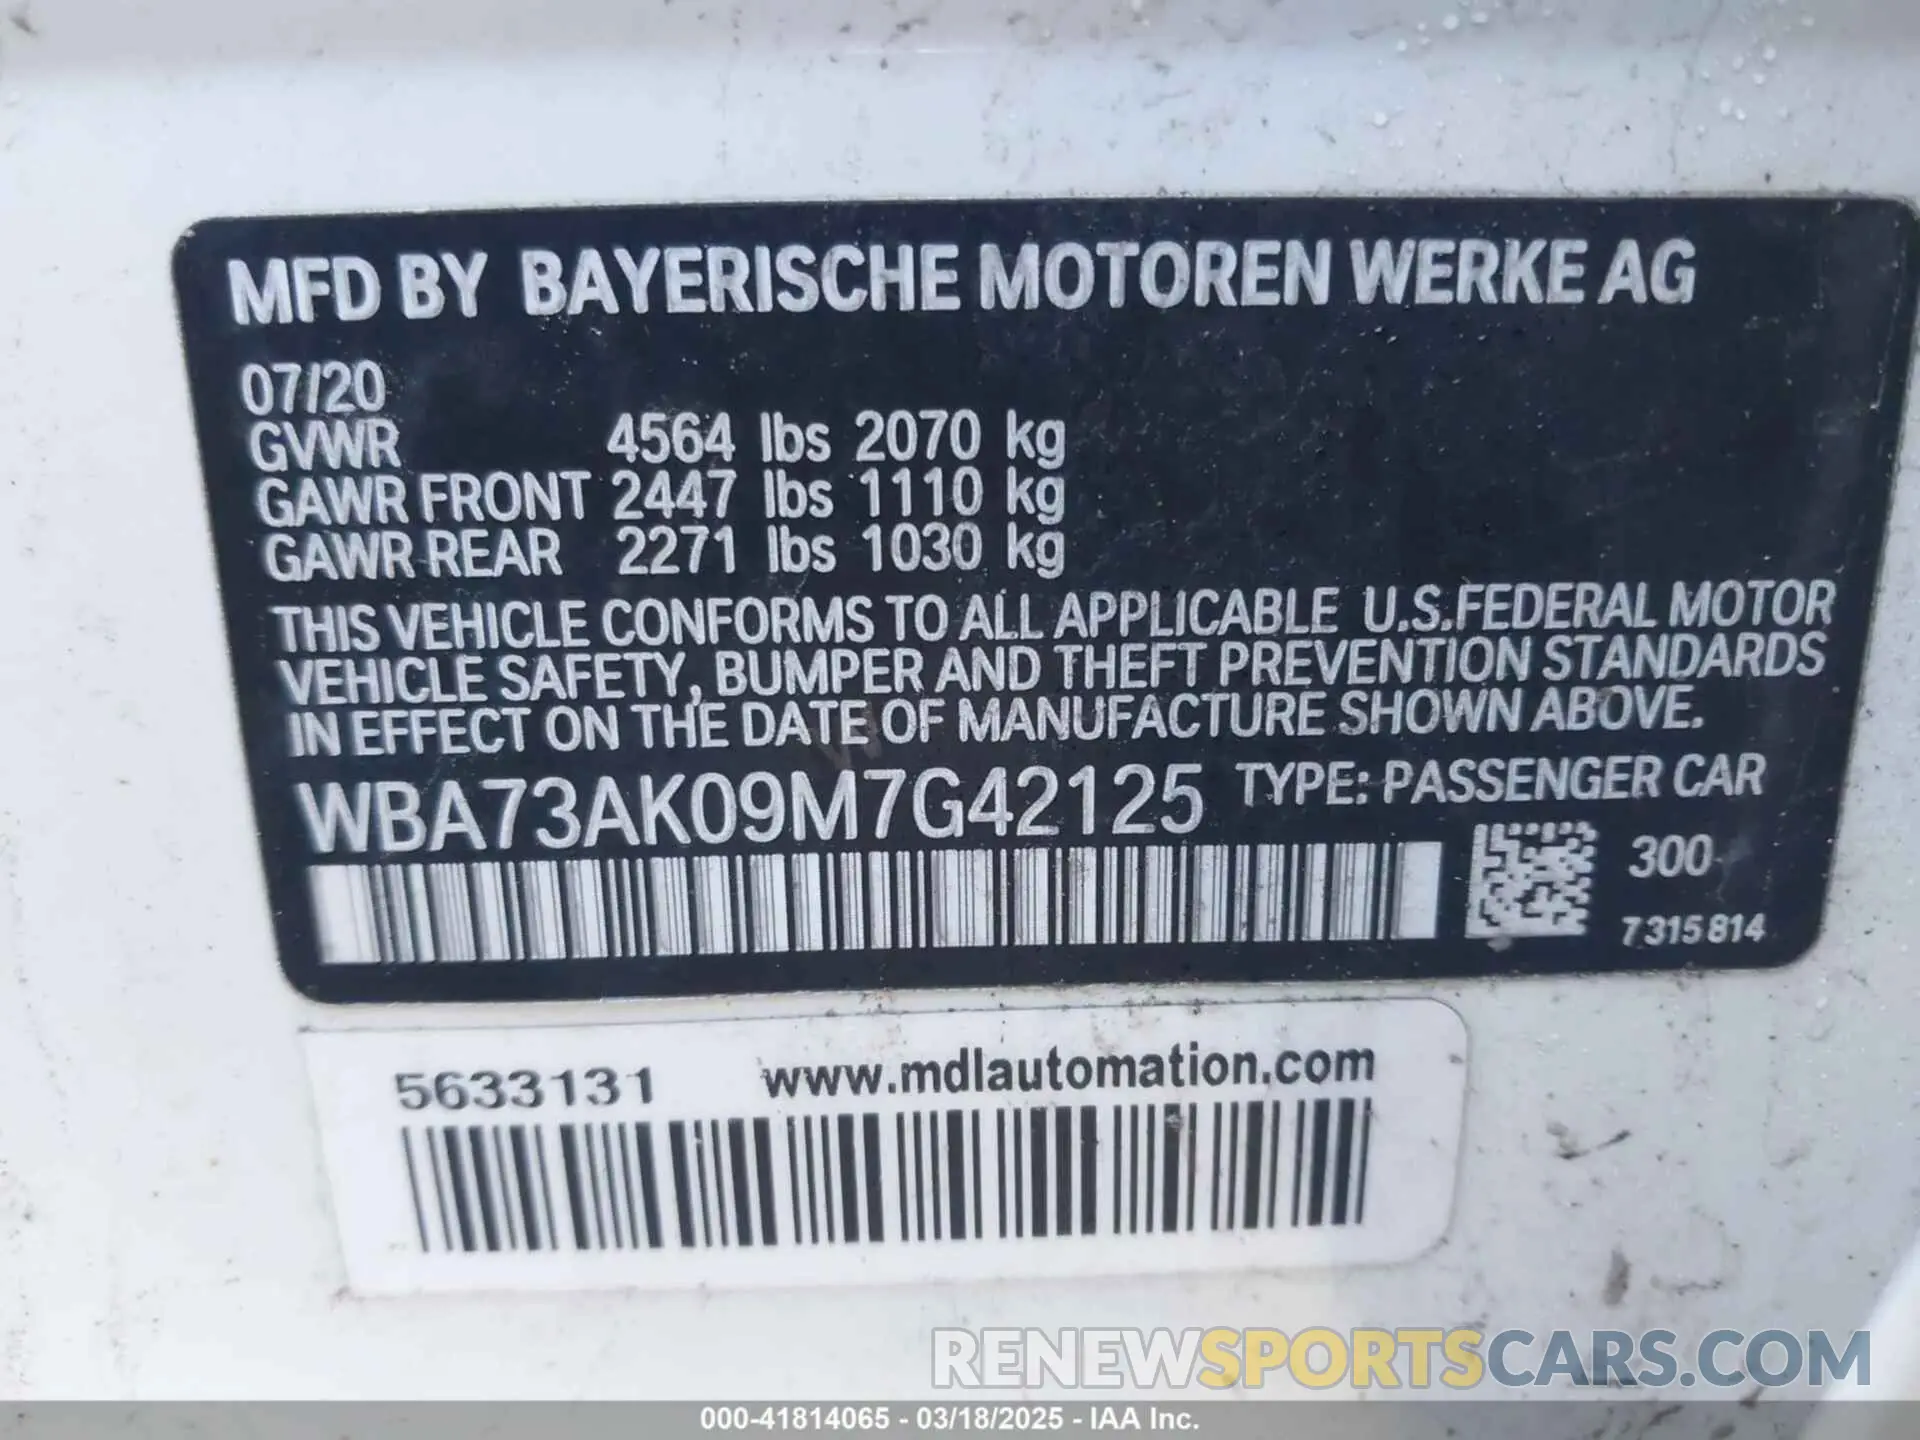 MFD BY BAYERISCHE MOTOREN WERKE AG
07/20
GVWR 4564 lbs 2070 kg
GAWR FRONT 2447 lbs 1110 kg
GAWR REAR 2271 lbs 1030 kg
THIS VEHICLE CONFORMS TO ALL APPLICABLE U.S.FEDERAL MOTOR
VEHICLE SAFETY, BUMPER AND THEFT PREVENTION STANDARDS
IN EFFECT ON THE DATE OF MANUFACTURE SHOWN ABOVE.
WBA73AK09M7G42125 TYPE: PASSENGER CAR
300
7315814
5633131 www.mdlautomation.com
RENEWSPORTSCARS.COM
000-41814065 - 03/18/2025 - IAA Inc.